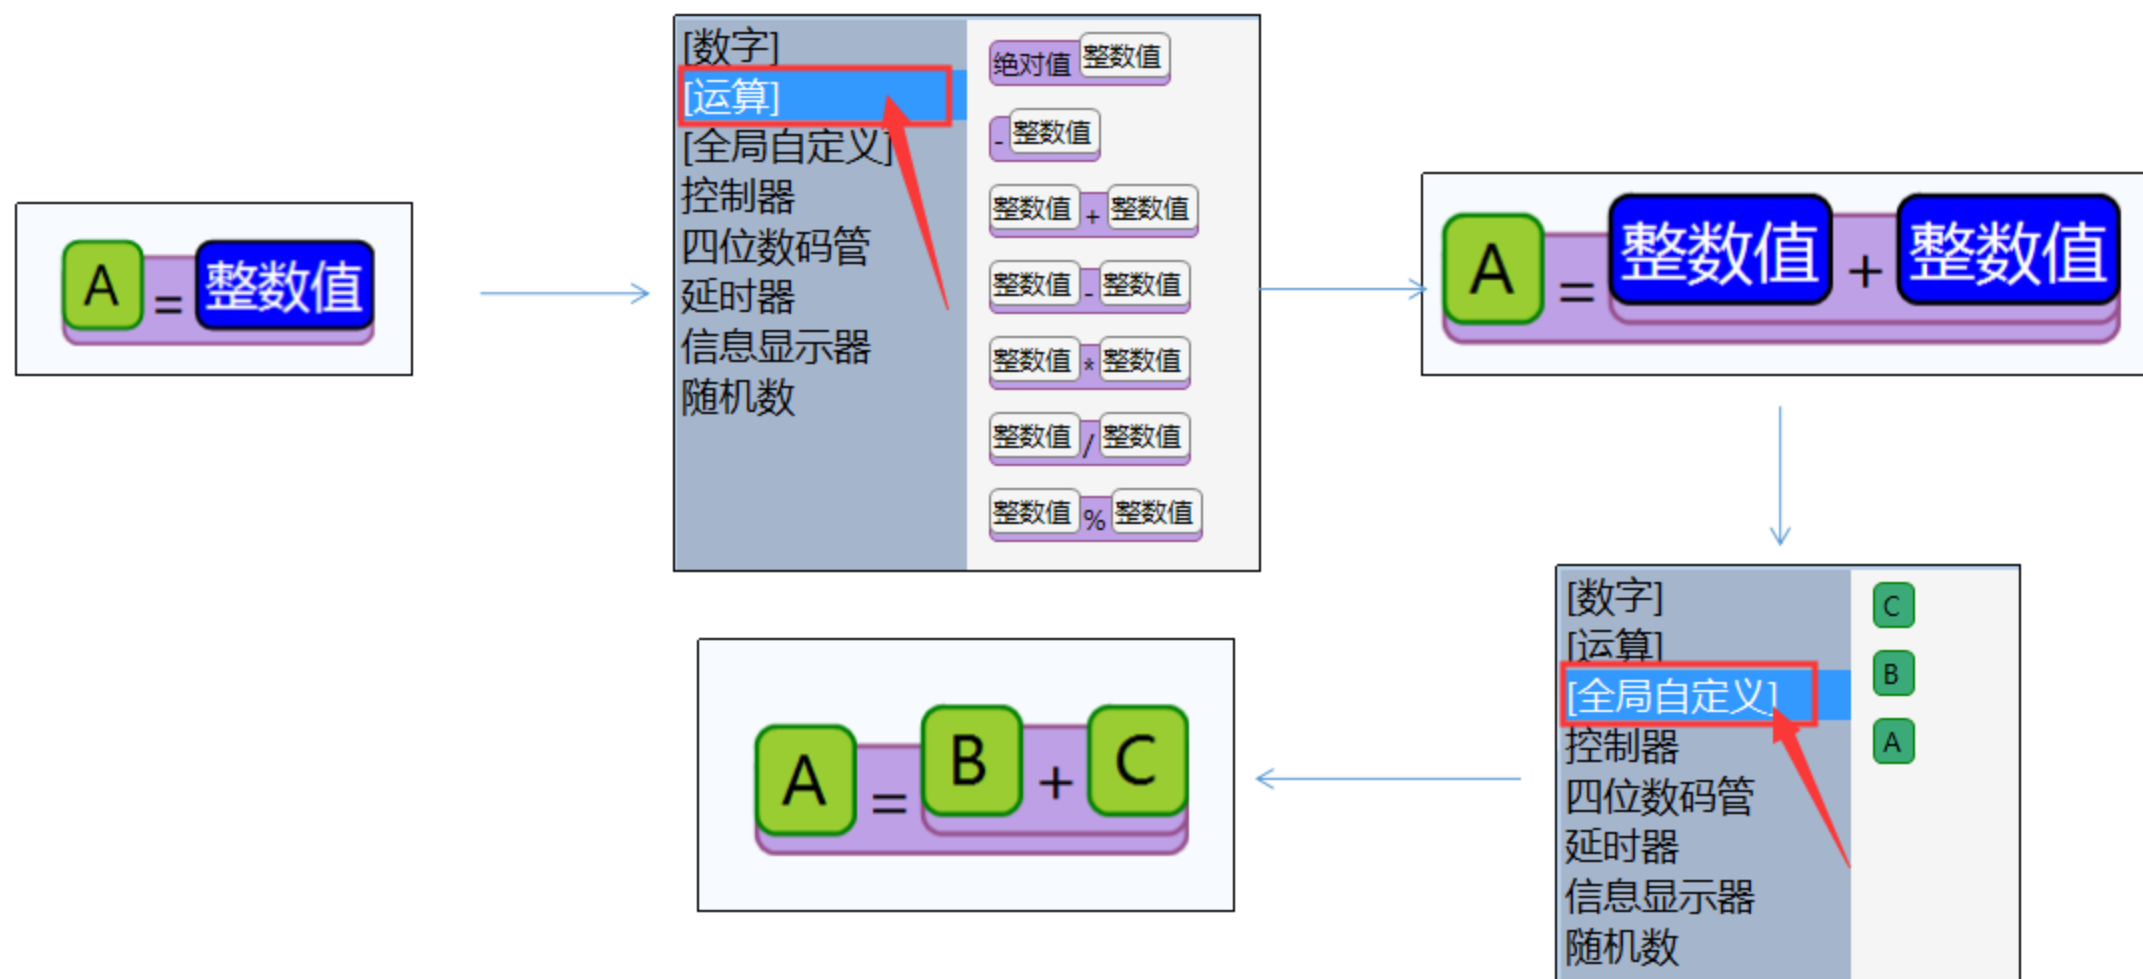 A = 整数值
[数字]
[运算]
[全局自定义]
控制器
四位数码管
延时器
信息显示器
随机数
绝对值 整数值
- 整数值
整数值 + 整数值
整数值 - 整数值
整数值 * 整数值
整数值 / 整数值
整数值 % 整数值
A = 整数值 + 整数值
[数字]
[运算]
[全局自定义]
控制器
四位数码管
延时器
信息显示器
随机数
C
B
A
A = B + C